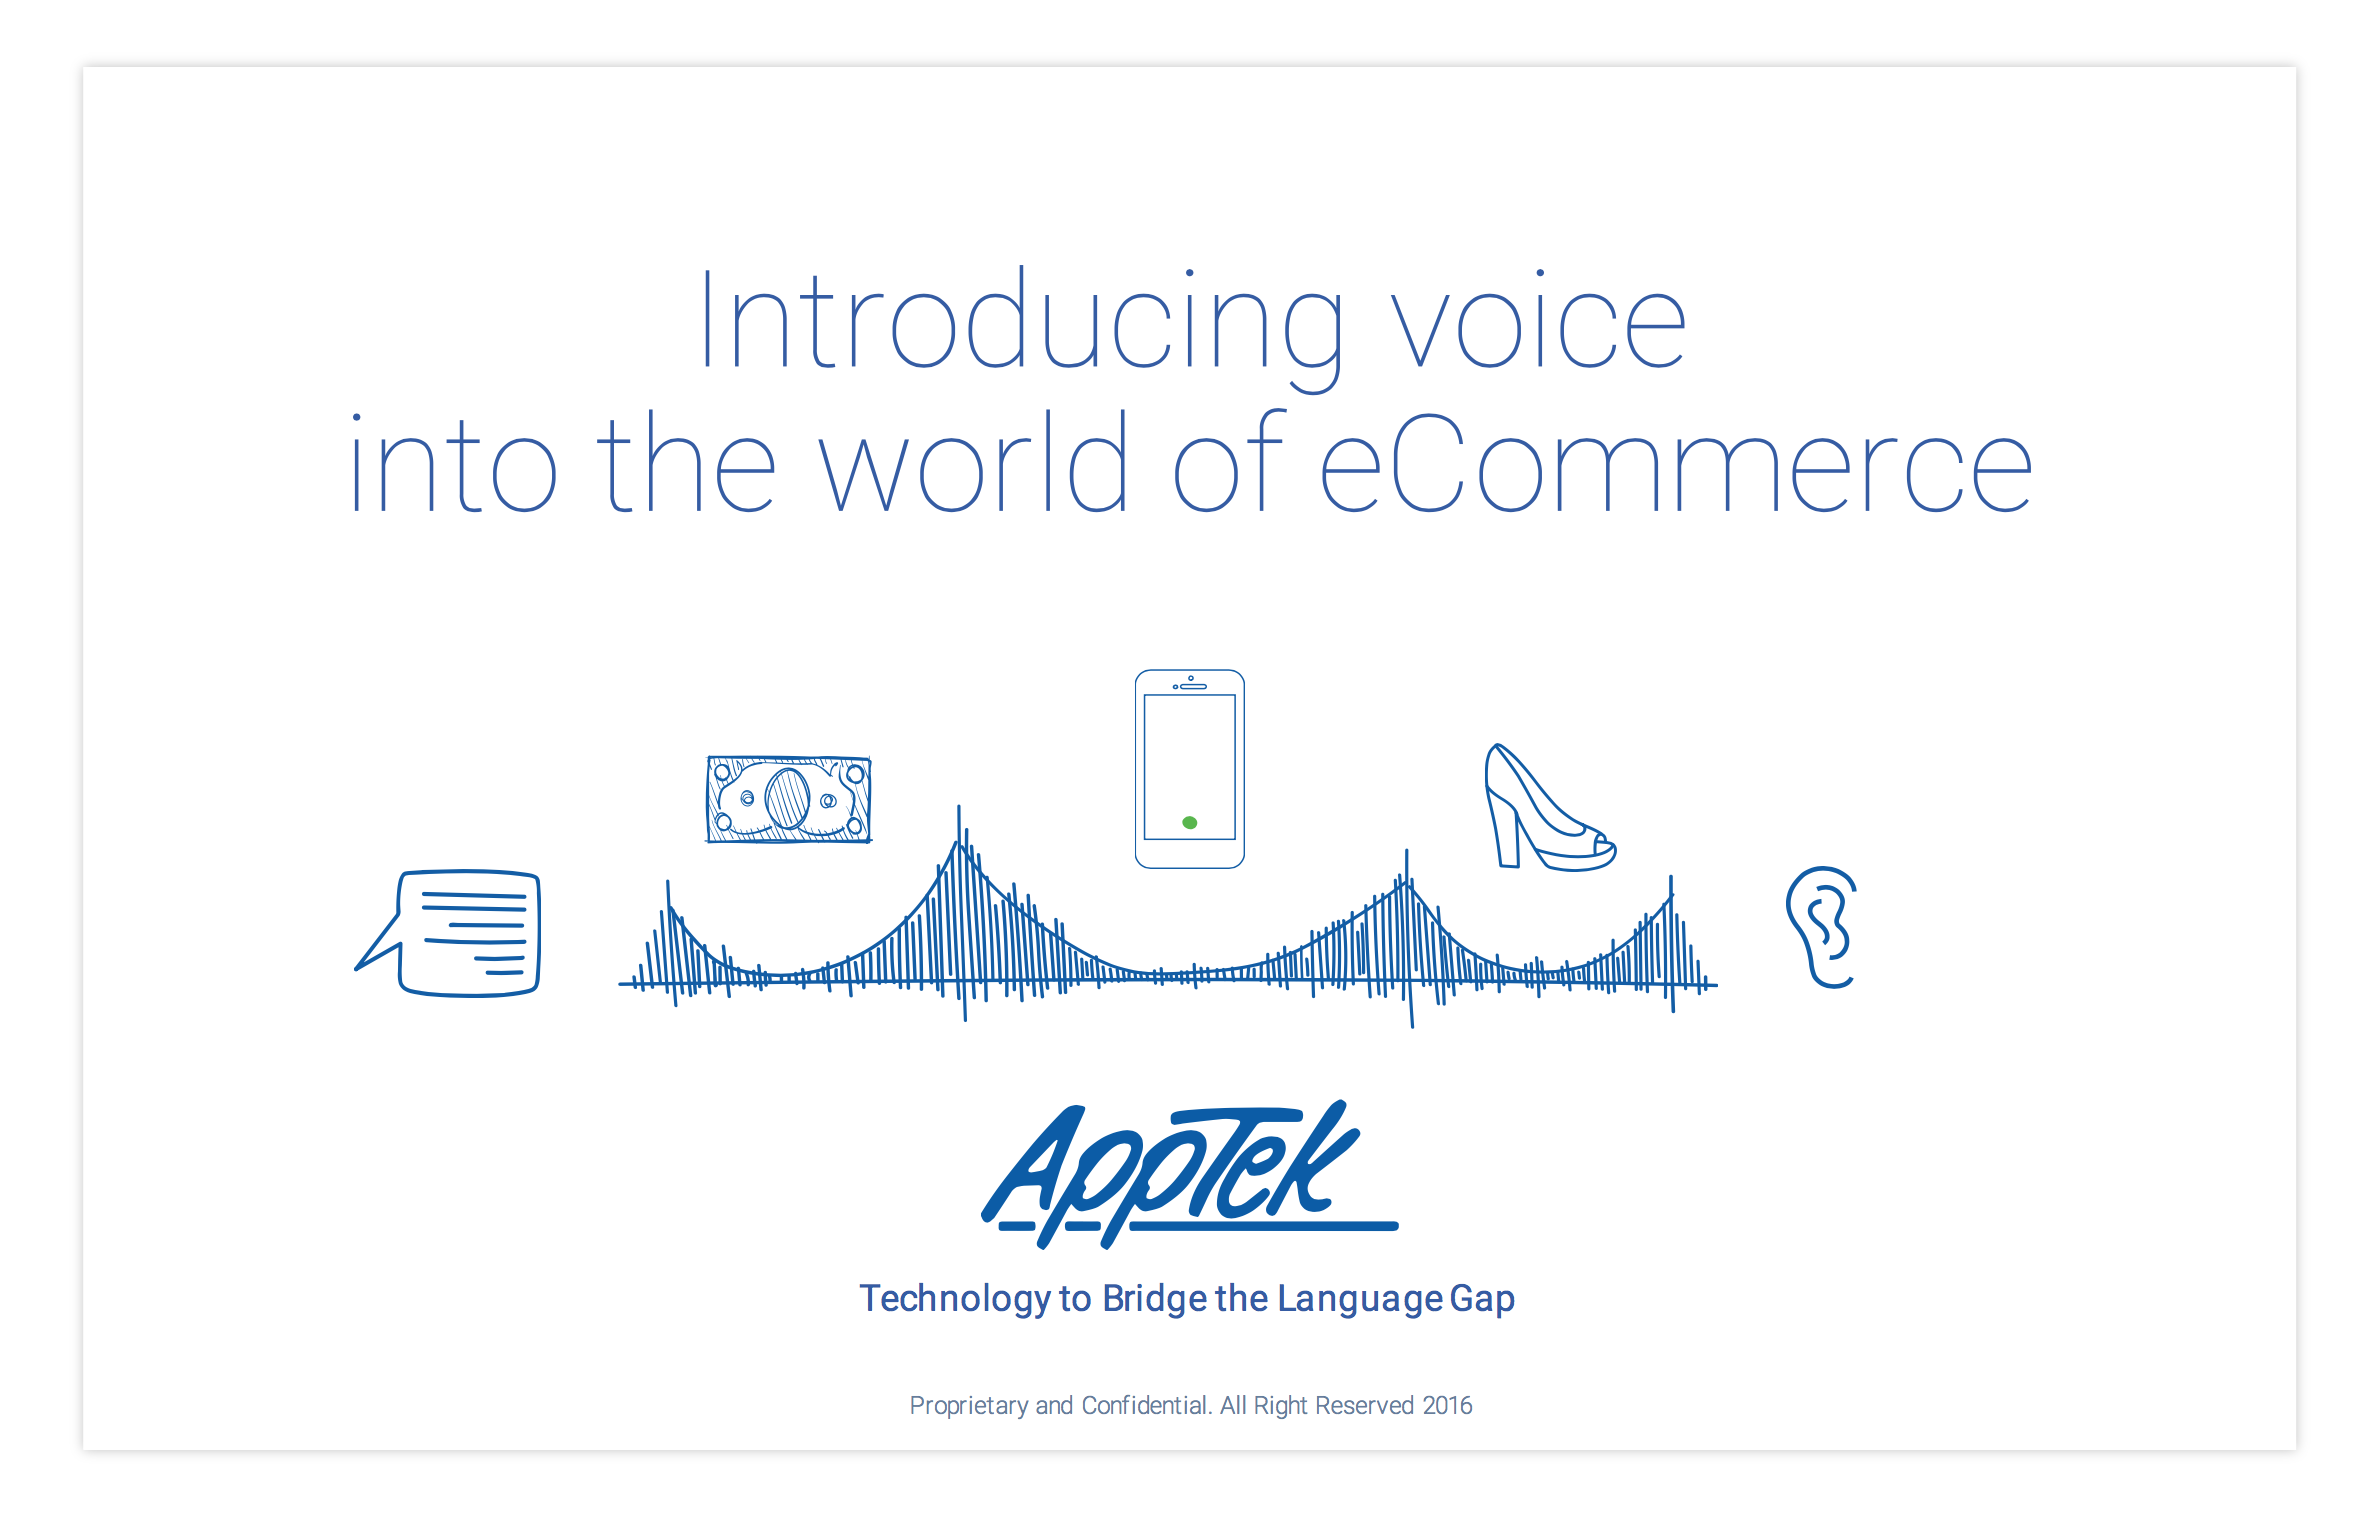 Introducing voice
into the world of eCommerce
AppTek
Technology to Bridge the Language Gap
Proprietary and Confidential. All Right Reserved 2016